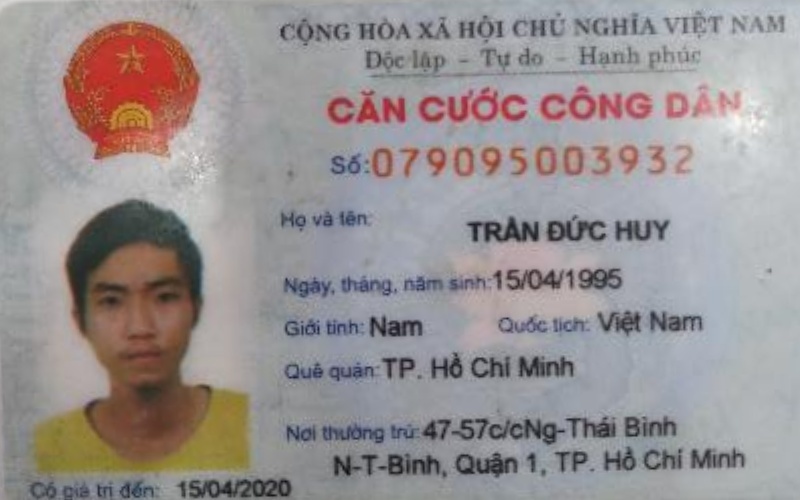 CỘNG HÒA XÃ HỘI CHỦ NGHĨA VIỆT NAM
Độc lập - Tự do - Hạnh phúc
CĂN CƯỚC CÔNG DÂN
Số: 079095003932
Họ và tên: TRẦN ĐỨC HUY
Ngày, tháng, năm sinh: 15/04/1995
Giới tính: Nam Quốc tịch: Việt Nam
Quê quán: TP. Hồ Chí Minh
Nơi thường trú: 47-57c/cNg-Thái Bình
N-T-Bình, Quận 1, TP. Hồ Chí Minh
Có giá trị đến: 15/04/2020